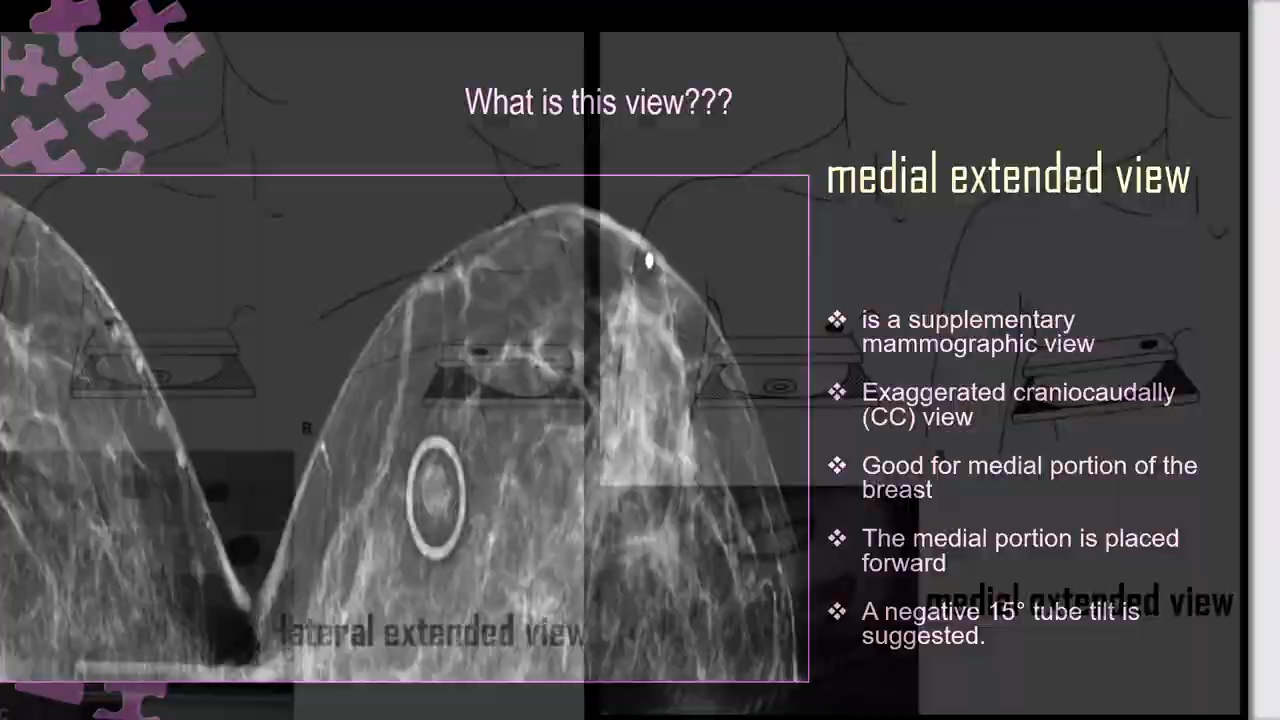 What is this view???
medial extended view
is a supplementary
mammographic view
Exaggerated craniocaudally
(CC) view
Good for medial portion of the
breast
The medial portion is placed
forward
A negative 15° tube tilt is
suggested.
medial extended view
lateral extended view
B